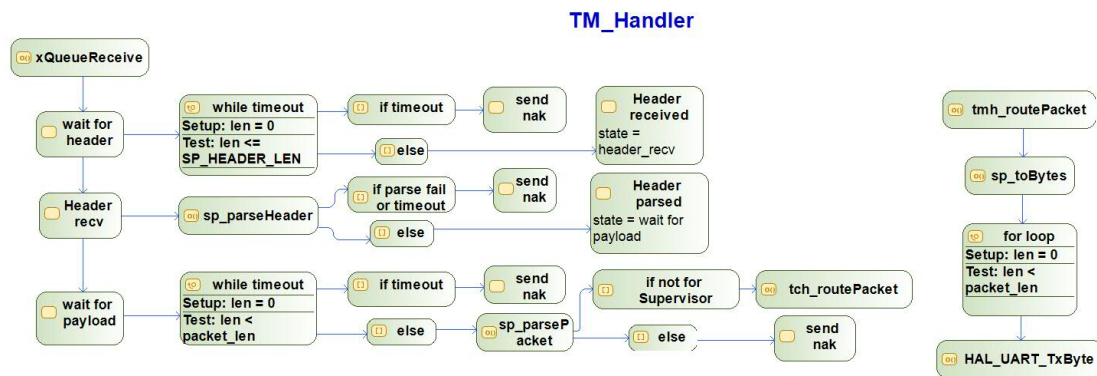 TM_Handler
xQueueReceive
wait for
header
while timeout
Setup: len = 0
Test: len <=
SP_HEADER_LEN
if timeout
send
nak
else
Header
received
state =
header_recv
Header
recv
sp_parseHeader
if parse fail
or timeout
send
nak
else
Header
parsed
state = wait for
payload
wait for
payload
while timeout
Setup: len = 0
Test: len <
packet_len
if timeout
send
nak
else
sp_parseP
acket
if not for
Supervisor
tch_routePacket
else
send
nak
tmh_routePacket
sp_toBytes
for loop
Setup: len = 0
Test: len <
packet_len
HAL_UART_TxByte